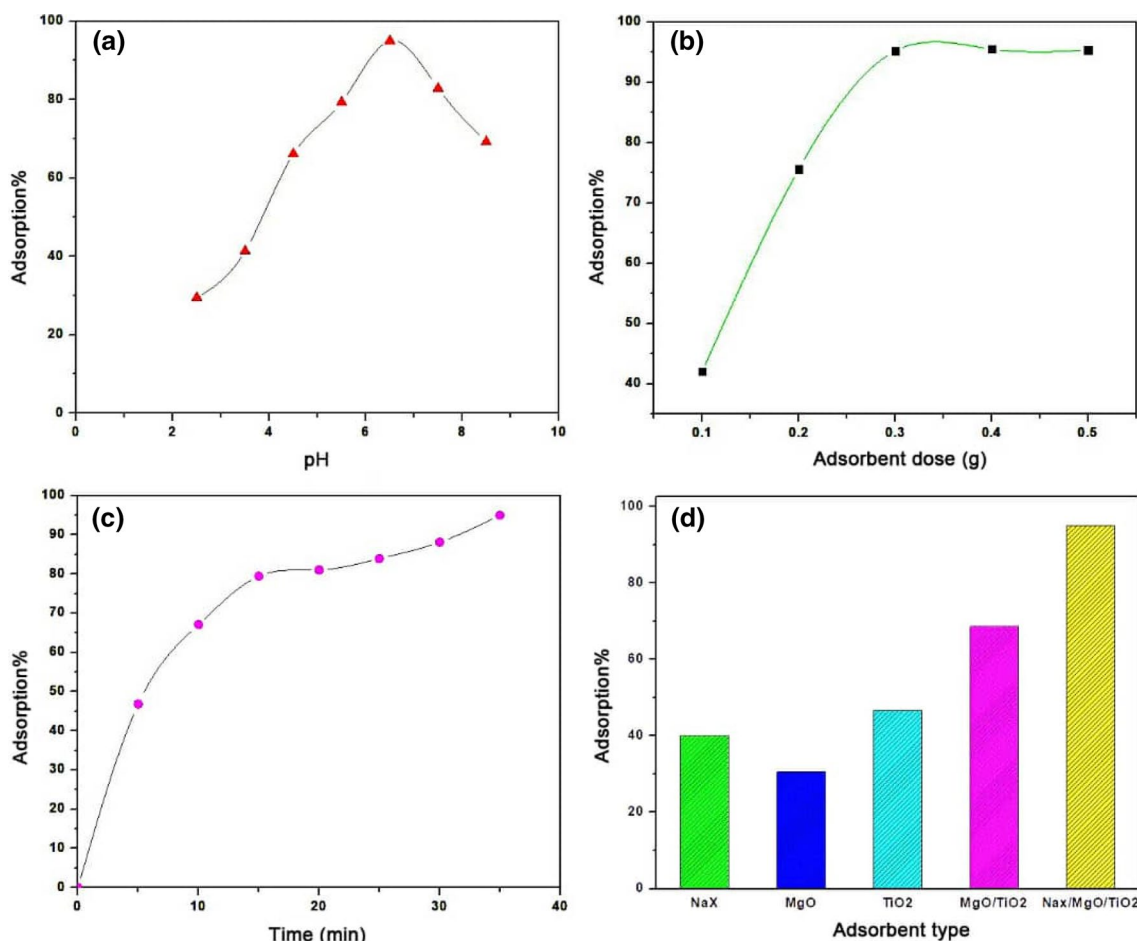 (a)
Adsorption%
100
80
60
40
20
0
0 2 4 6 8 10
pH
(b)
Adsorption%
100
90
80
70
60
50
40
0.1 0.2 0.3 0.4 0.5
Adsorbent dose (g)
(c)
Adsorption%
100
90
80
70
60
50
40
30
20
10
0
0 10 20 30 40
Time (min)
(d)
Adsorption%
100
80
60
40
20
0
NaX MgO TiO2 MgO/TiO2 Nax/MgO/TiO2
Adsorbent type